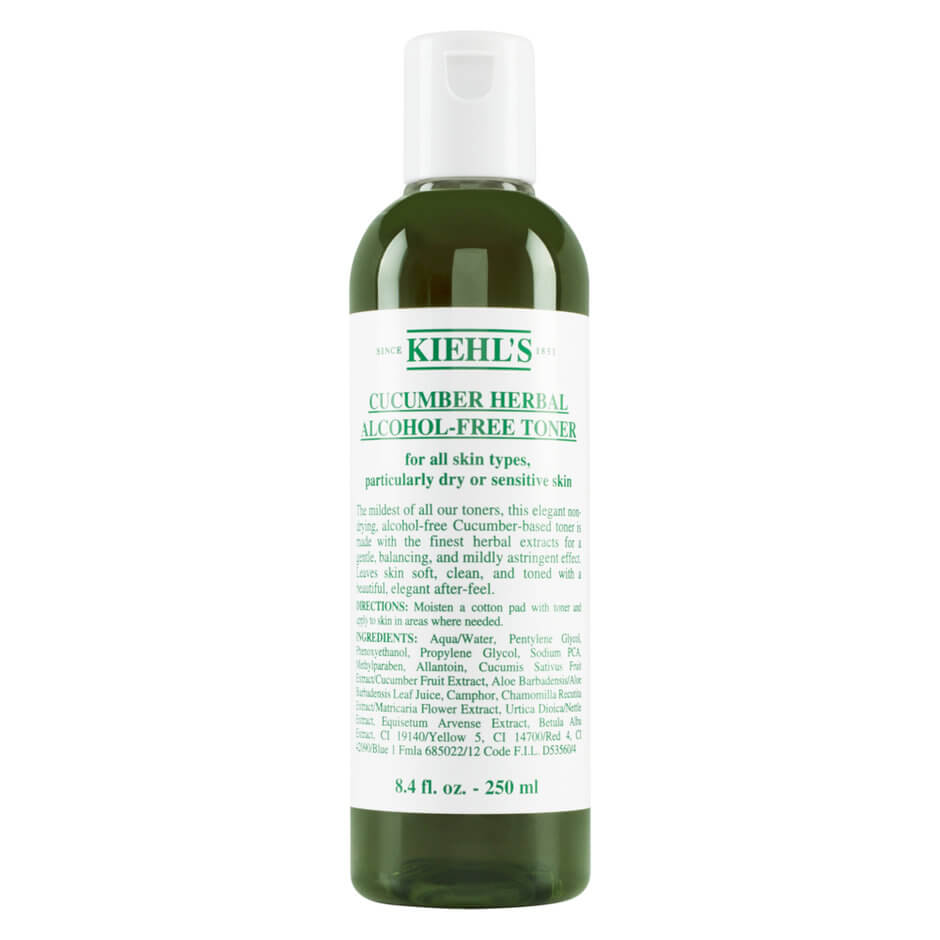 SINCE KIEHL'S 1851
CUCUMBER HERBAL
ALCOHOL-FREE TONER
for all skin types,
particularly dry or sensitive skin
The mildest of all our toners, this elegant non-
drying, alcohol-free Cucumber-based toner is
made with the finest herbal extracts for a
gentle, balancing, and mildly astringent effect.
Leaves skin soft, clean, and toned with a
beautiful, elegant after-feel.
DIRECTIONS: Moisten a cotton pad with toner and
apply to skin in areas where needed.
INGREDIENTS: Aqua/Water, Pentylene Glycol,
Phenoxyethanol, Propylene Glycol, Sodium PCA,
Methylparaben, Allantoin, Cucumis Sativus Fruit
Extract/Cucumber Fruit Extract, Aloe Barbadensis/Aloe
Barbadensis Leaf Juice, Camphor, Chamomilla Recutita
Extract/Matricaria Flower Extract, Urtica Dioica/Nettle
Extract, Equisetum Arvense Extract, Betula Alba
Extract, CI 19140/Yellow 5, CI 14700/Red 4, CI
42090/Blue 1 Fmla 685022/12 Code F.I.L. D53560/4
8.4 fl. oz. - 250 ml